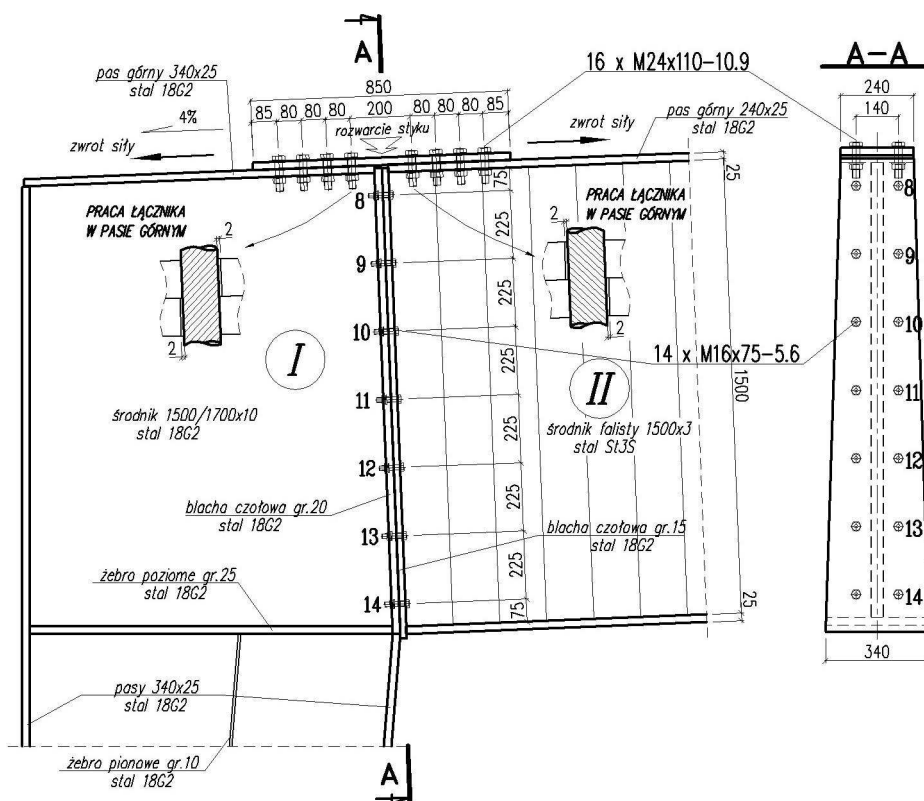 A
16 x M24x110-10.9
A-A
pas górny 340x25
stal 18G2
850
240
85 80 80 80 200 80 80 80 85
140
4%
rozwarcie styku
zwrot siły
zwrot siły
pas górny 240x25
stal 18G2
25
75
8
8
PRACA ŁĄCZNIKA
W PASIE GÓRNYM
PRACA ŁĄCZNIKA
W PASIE GÓRNYM
2
2
225
9
9
225
10
10
2
2
14 x M16x75-5.6
I
II
225
1500
11
11
środnik 1500/1700x10
stal 18G2
środnik falisty 1500x3
stal St3S
225
12
12
blacha czołowa gr.20
stal 18G2
225
blacha czołowa gr.15
stal 18G2
13
13
żebro poziome gr.25
stal 18G2
225
14
14
75
25
340
pasy 340x25
stal 18G2
żebro pionowe gr.10
stal 18G2
A